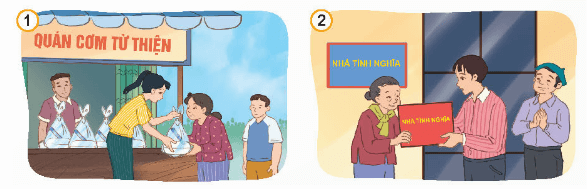 1
QUÁN CƠM TỪ THIỆN
2
NHÀ TÌNH NGHĨA
NHÀ TÌNH NGHĨA